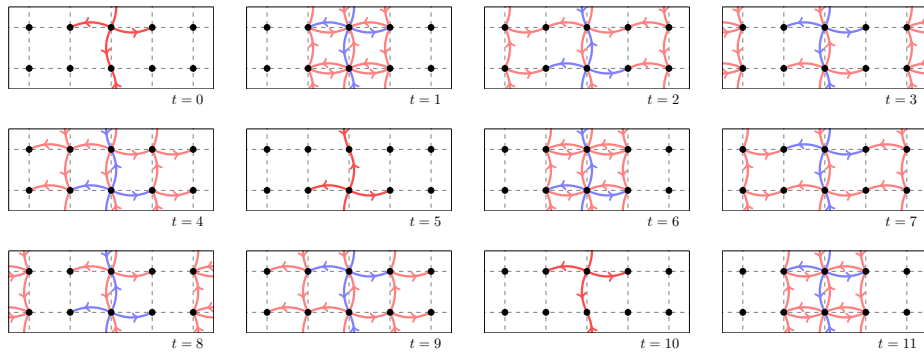 t = 0
t = 1
t = 2
t = 3
t = 4
t = 5
t = 6
t = 7
t = 8
t = 9
t = 10
t = 11